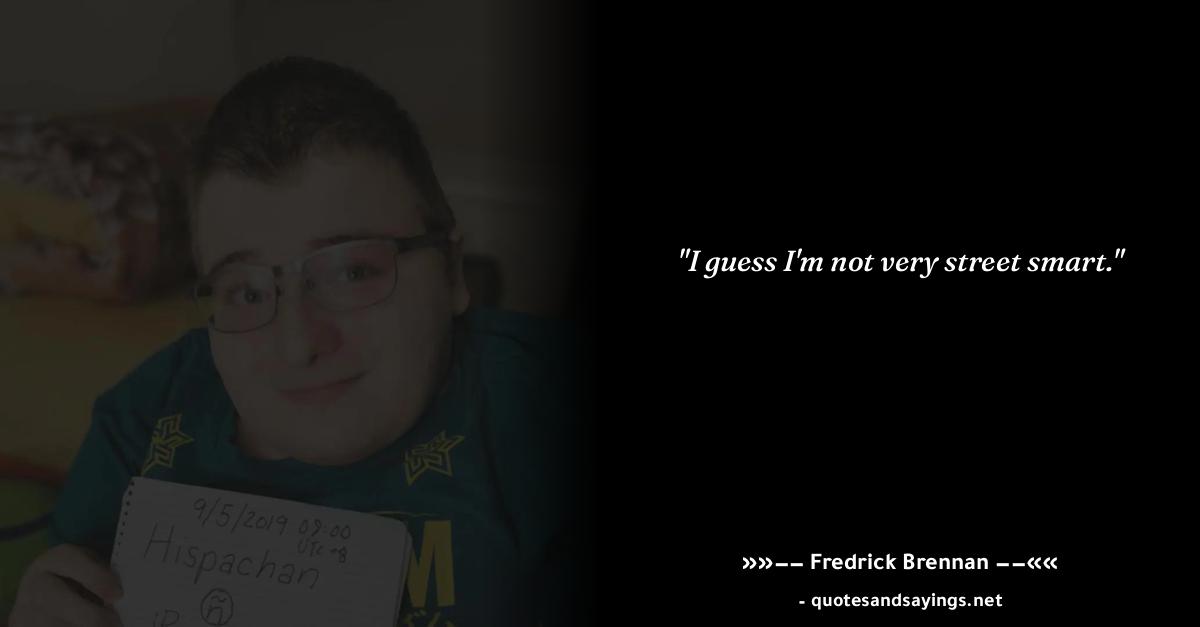 "I guess I'm not very street smart."
9/5/2019 09:00
UTC +8
Hispachan
ñ
M
»»–– Fredrick Brennan ––««
- quotesandsayings.net